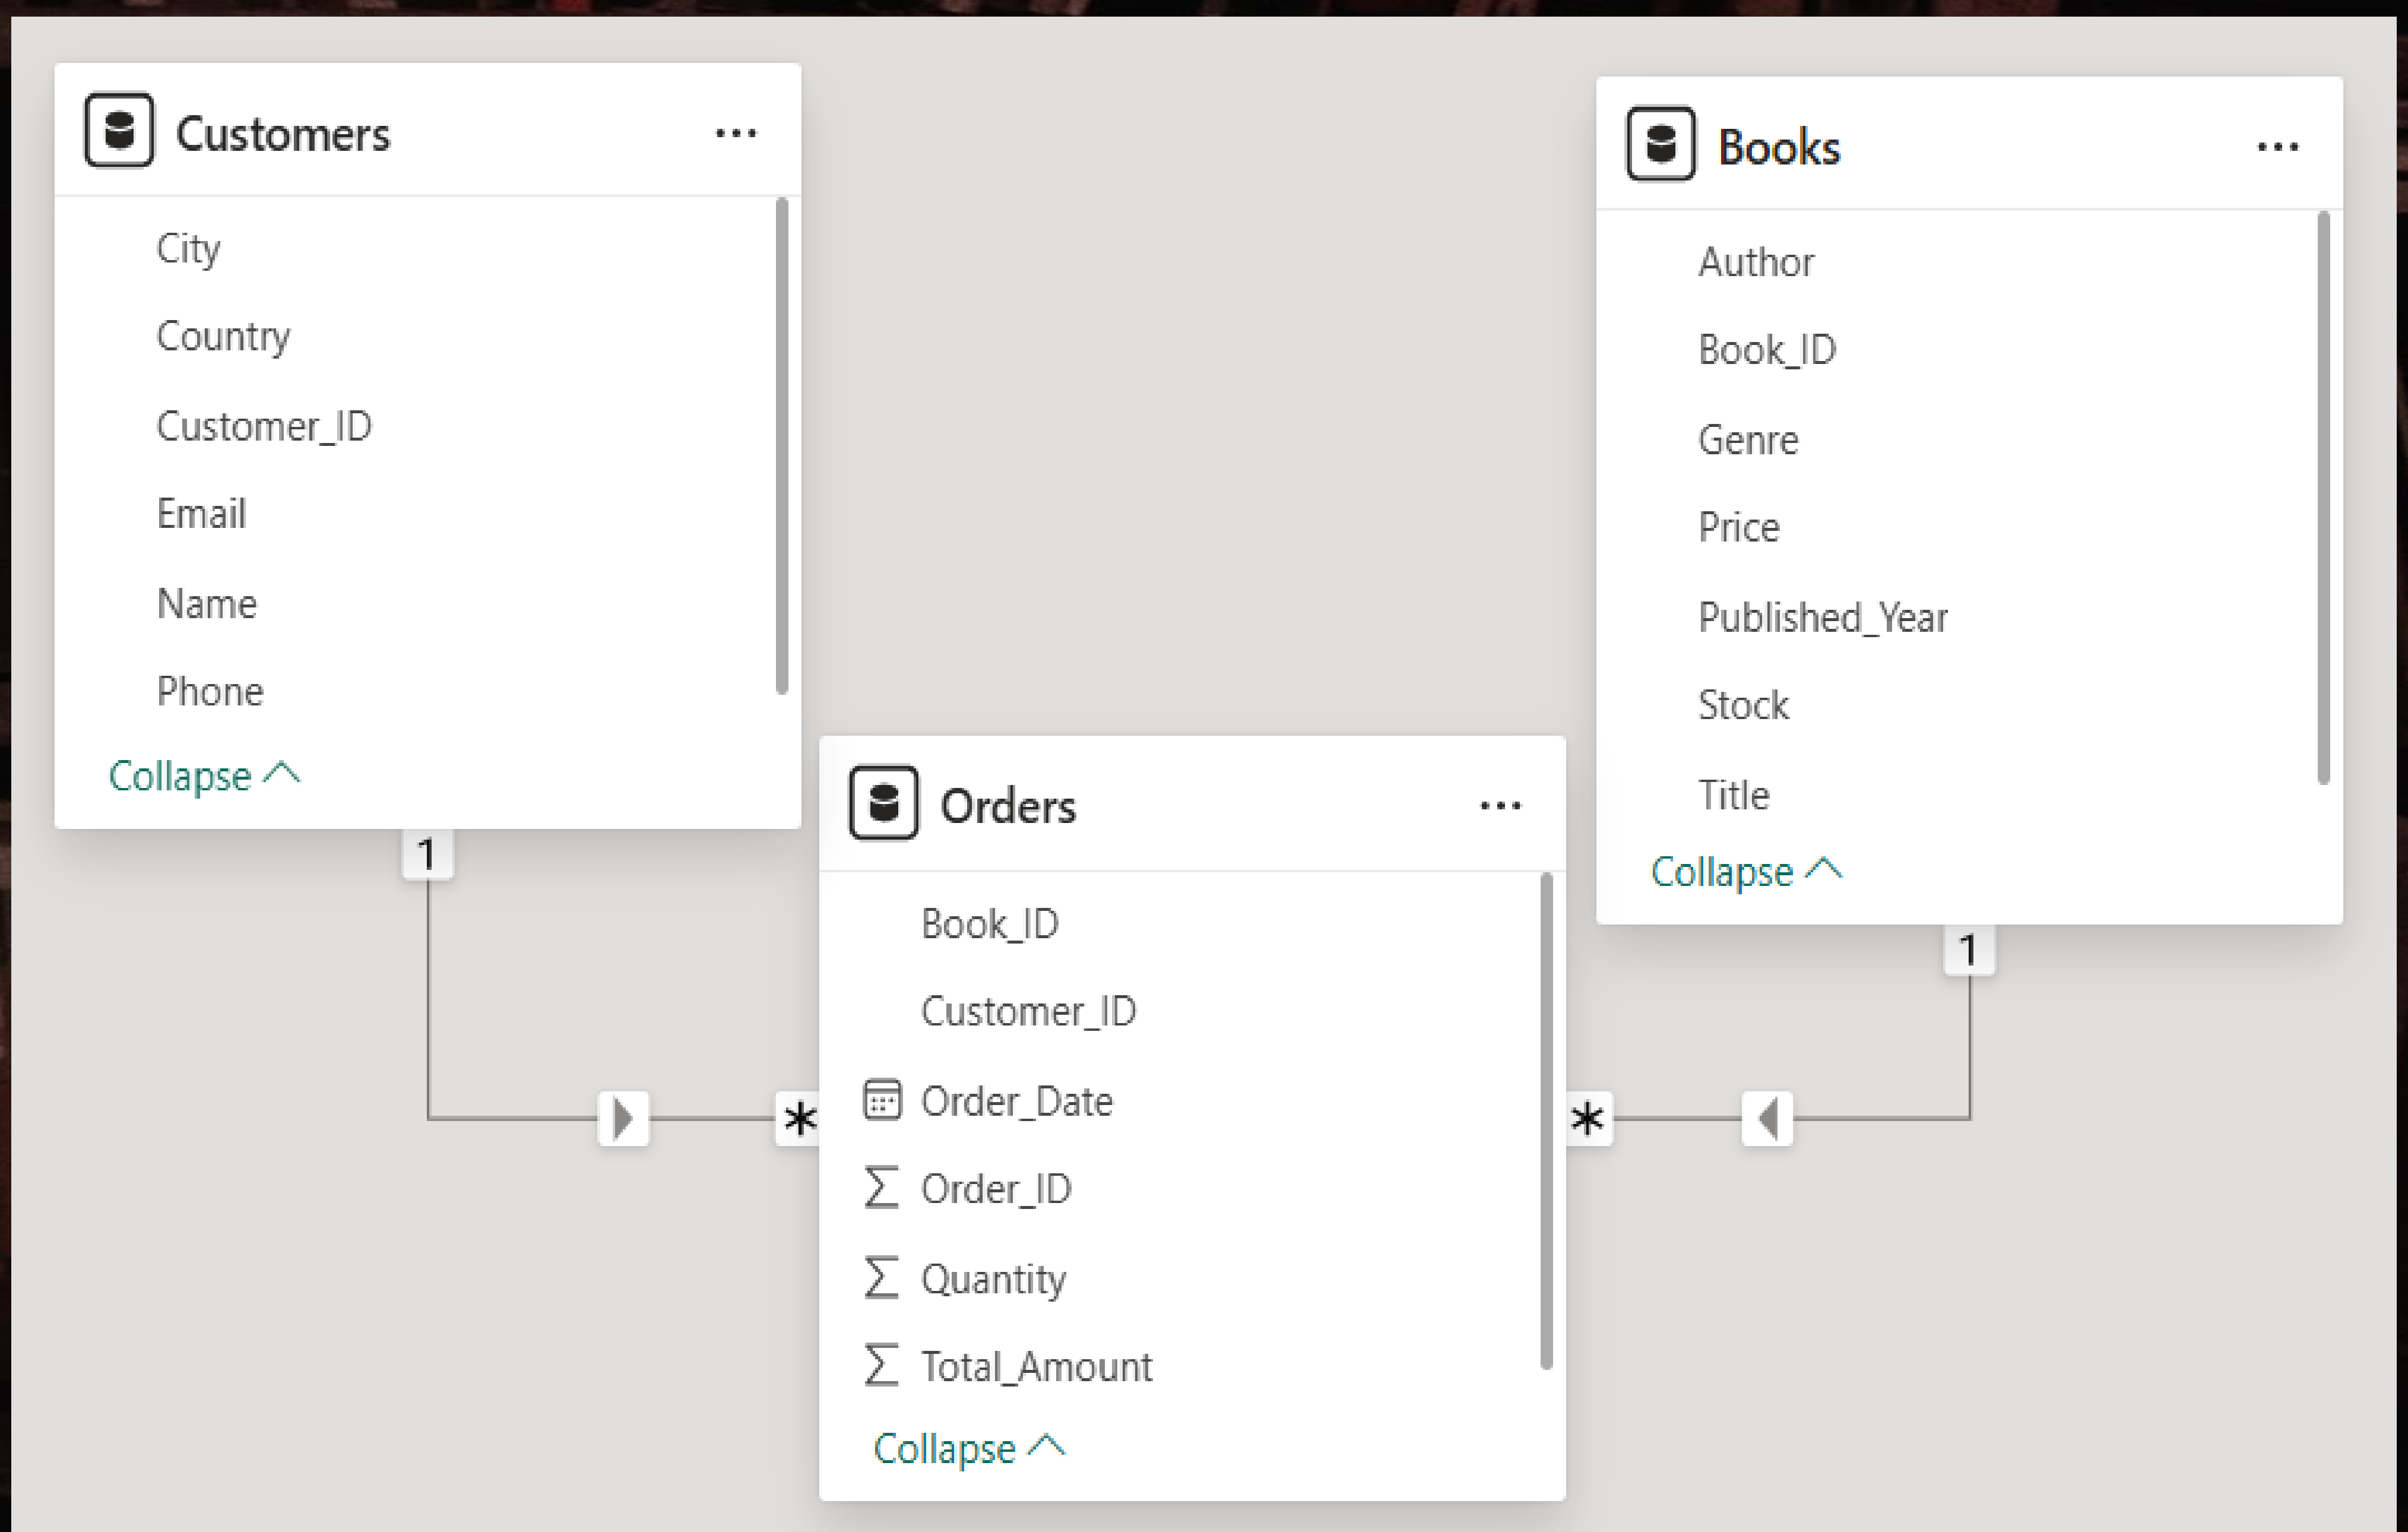 Customers
City
Country
Customer_ID
Email
Name
Phone
Collapse
1
*
Books
Author
Book_ID
Genre
Price
Published_Year
Stock
Title
Collapse
1
*
Orders
Book_ID
Customer_ID
Order_Date
Σ Order_ID
Σ Quantity
Σ Total_Amount
Collapse